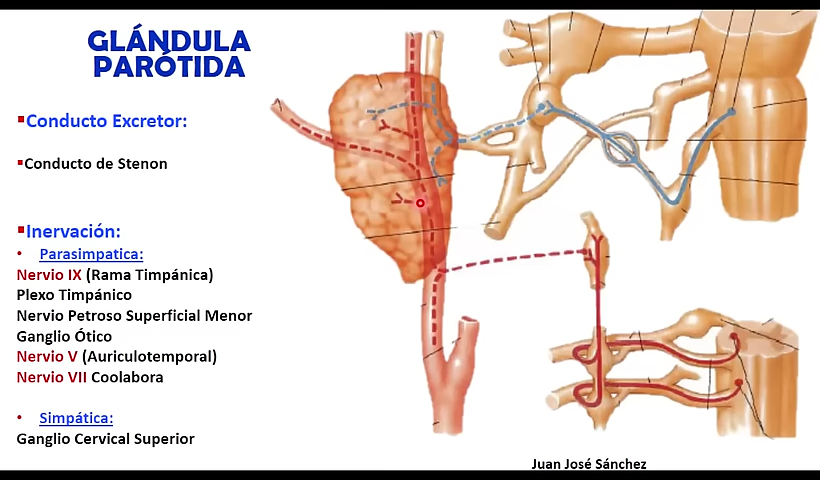 GLÁNDULA
PARÓTIDA
Conducto Excretor:
Conducto de Stenon
Inervación:
Parasimpatica:
Nervio IX (Rama Timpánica)
Plexo Timpánico
Nervio Petroso Superficial Menor
Ganglio Ótico
Nervio V (Auriculotemporal)
Nervio VII Coolabora
Simpática:
Ganglio Cervical Superior
Juan José Sánchez